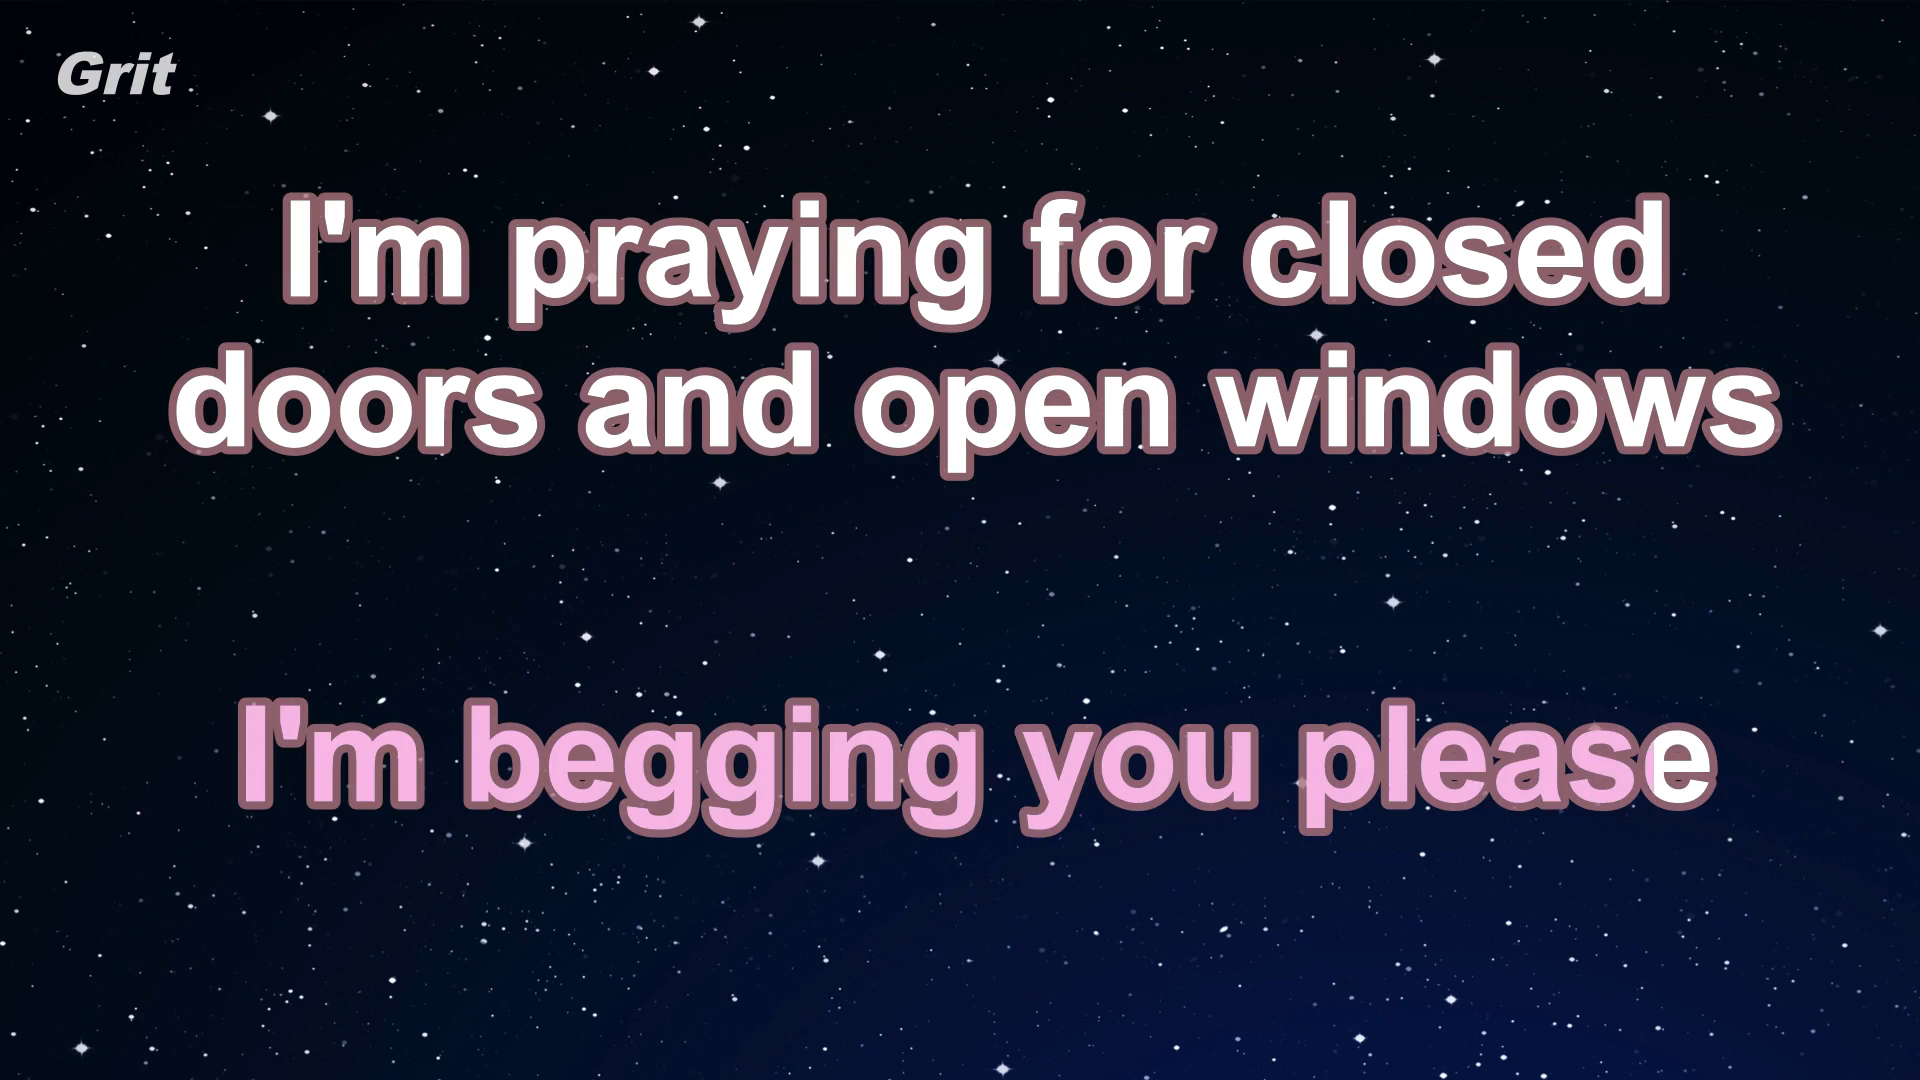 Grit
I'm praying for closed
doors and open windows
I'm begging you please